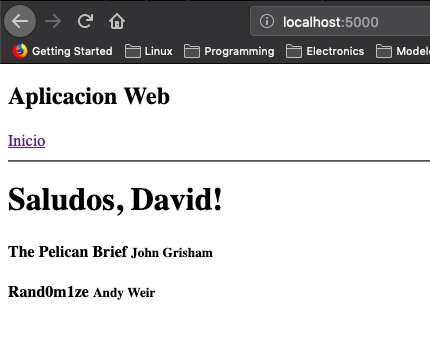 localhost:5000
Getting Started Linux Programming Electronics Model
Aplicacion Web
Inicio
Saludos, David!
The Pelican Brief John Grisham
Rand0m1ze Andy Weir